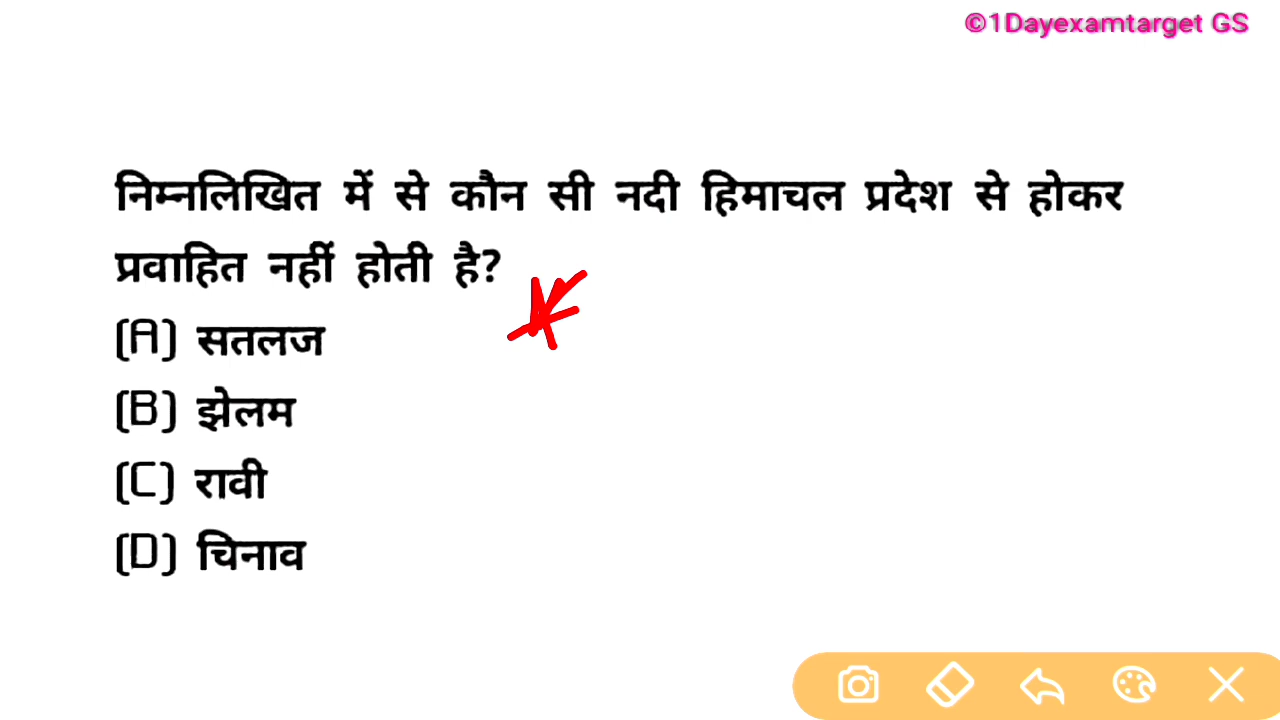 ©1Dayexamtarget GS
निम्नलिखित में से कौन सी नदी हिमाचल प्रदेश से होकर
प्रवाहित नहीं होती है?
(A) सतलज
(B) झेलम
(C) रावी
(D) चिनाव